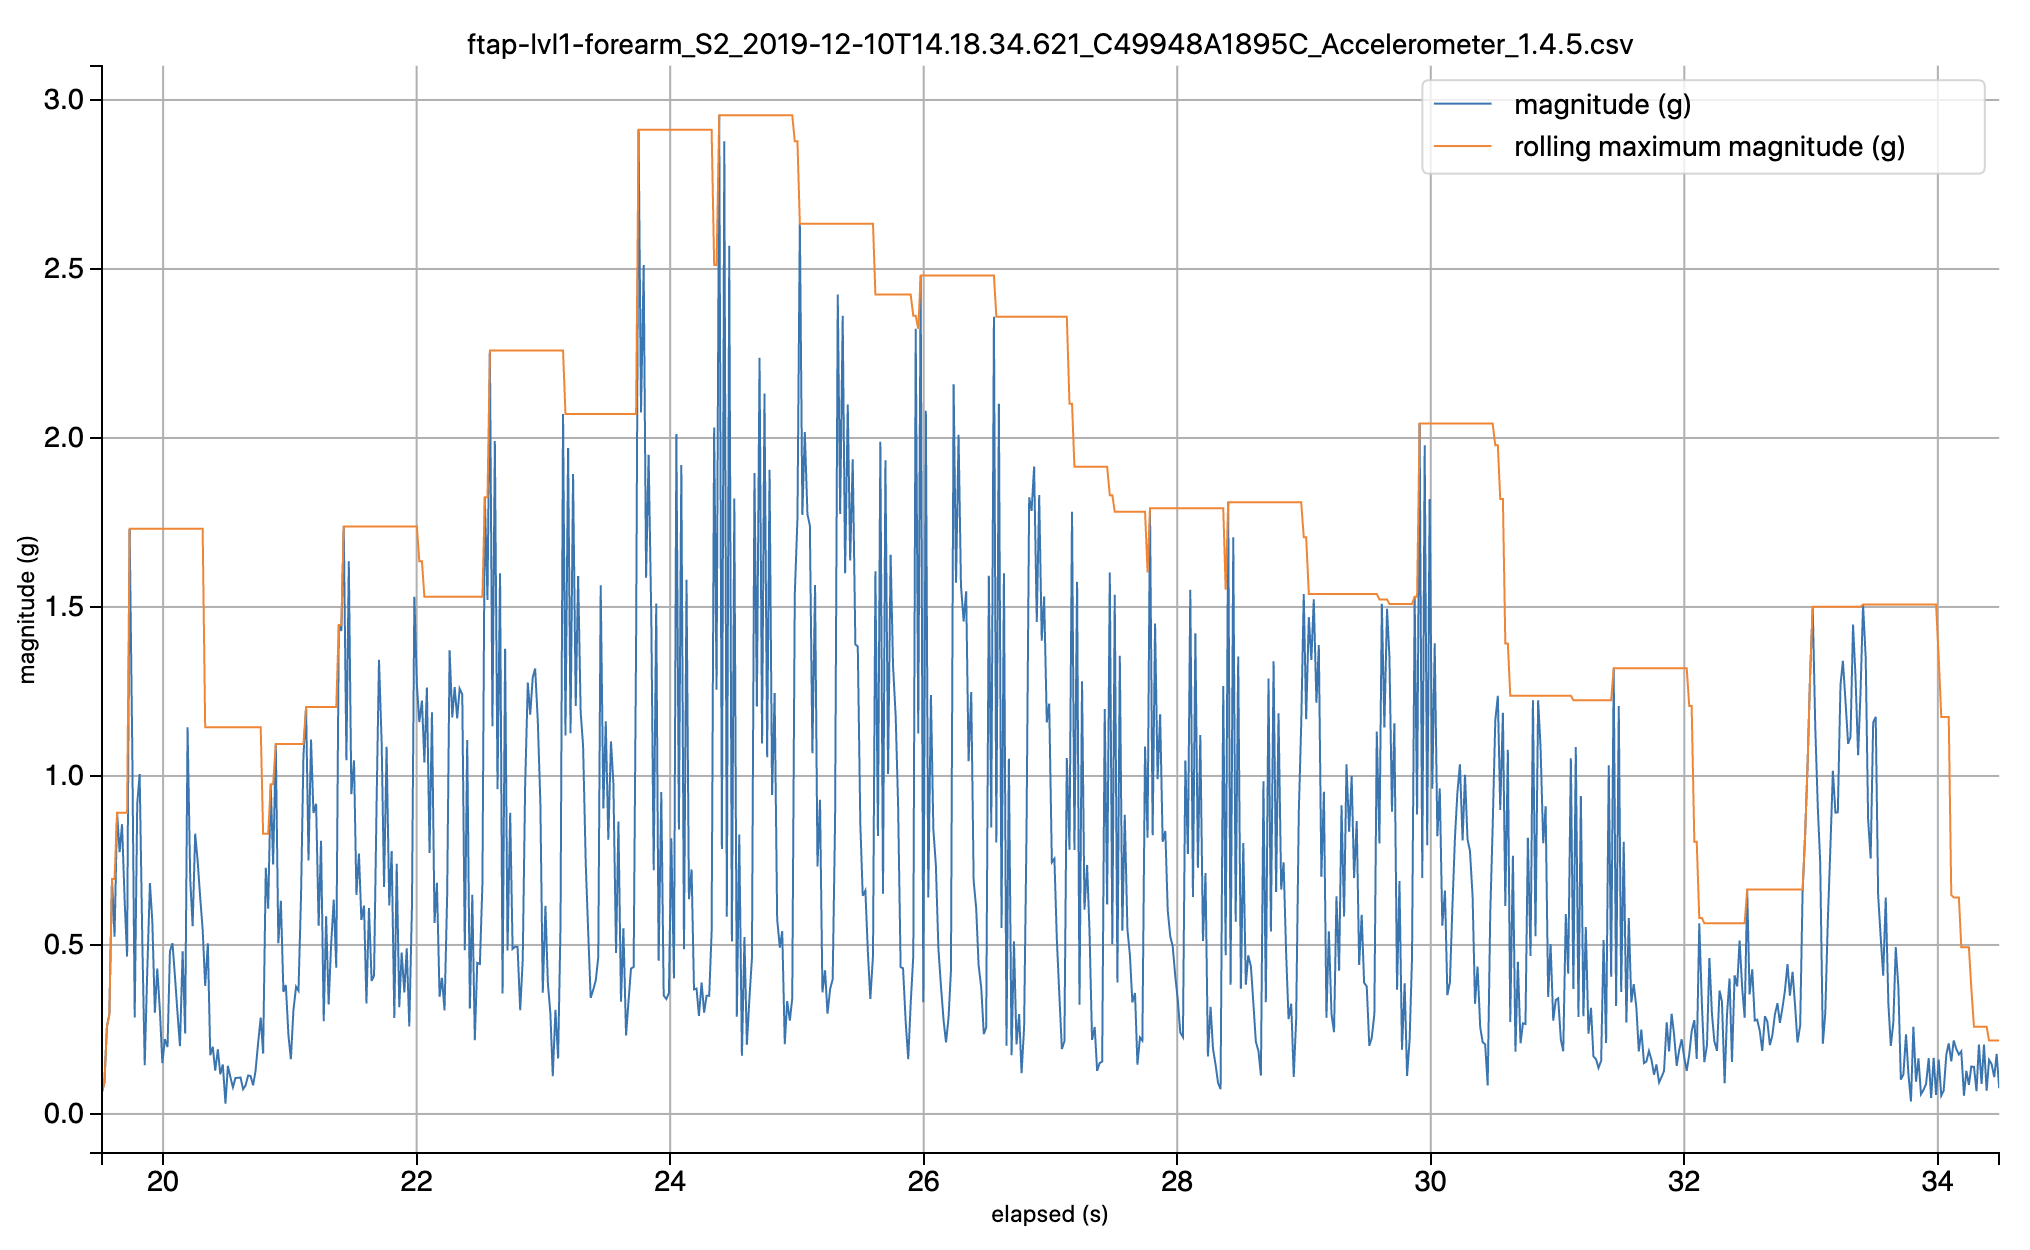 ftap-lvl1-forearm_S2_2019-12-10T14.18.34.621_C49948A1895C_Accelerometer_1.4.5.csv
magnitude (g)
rolling maximum magnitude (g)
3.0
2.5
2.0
1.5
1.0
0.5
0.0
magnitude (g)
20 22 24 26 28 30 32 34
elapsed (s)